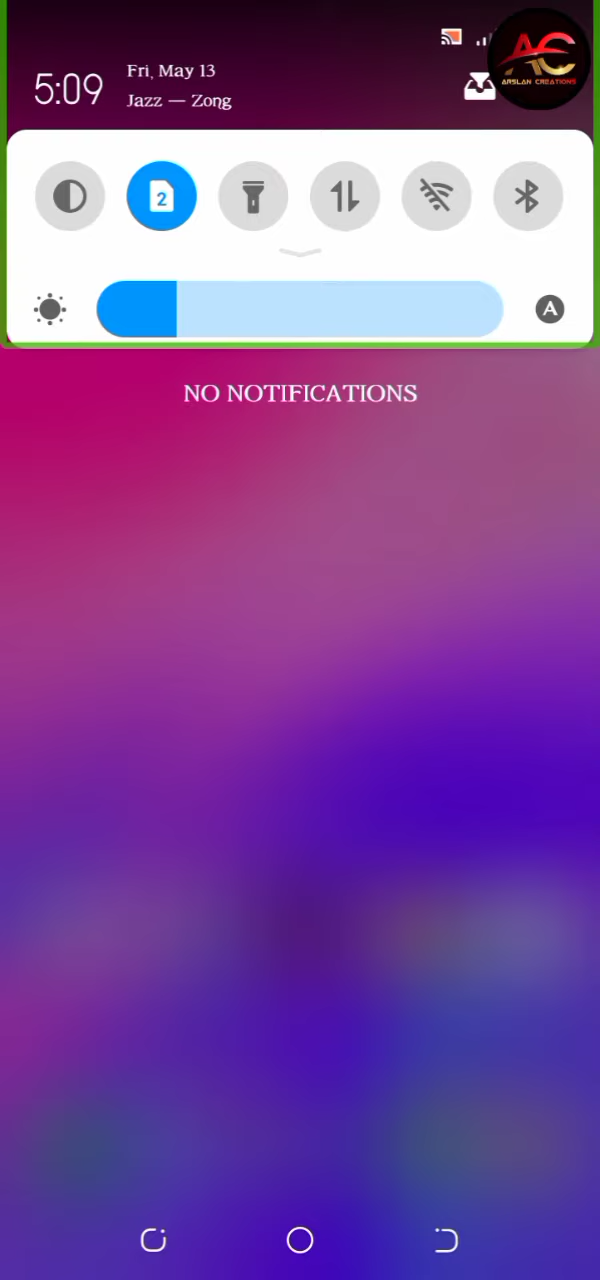 AC
ARSLAN CREATIONS
5:09
Fri, May 13
Jazz — Zong
2
A
NO NOTIFICATIONS